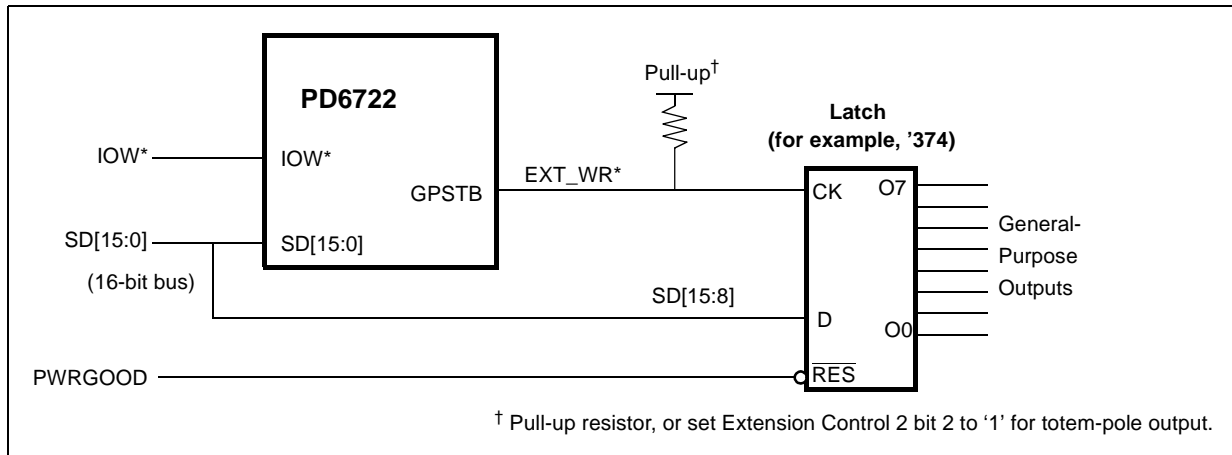 PD6722
Pull-up†
Latch
(for example, ’374)
IOW*
IOW*
EXT_WR*
GPSTB
CK
O7
General-
Purpose
Outputs
SD[15:0]
SD[15:0]
(16-bit bus)
SD[15:8]
D
O0
PWRGOOD
RES
† Pull-up resistor, or set Extension Control 2 bit 2 to ‘1’ for totem-pole output.